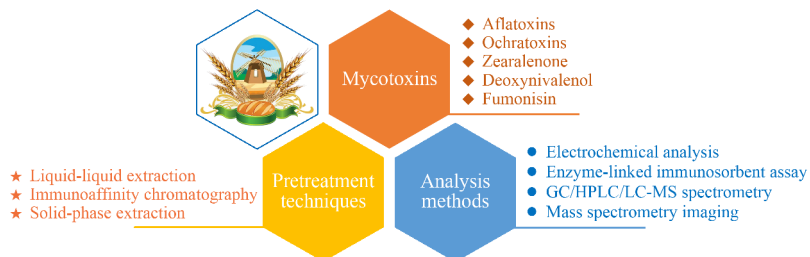 Mycotoxins
◆ Aflatoxins
◆ Ochratoxins
◆ Zearalenone
◆ Deoxynivalenol
◆ Fumonisin
★ Liquid-liquid extraction
★ Immunoaffinity chromatography
★ Solid-phase extraction
Pretreatment
techniques
Analysis
methods
● Electrochemical analysis
● Enzyme-linked immunosorbent assay
● GC/HPLC/LC-MS spectrometry
● Mass spectrometry imaging